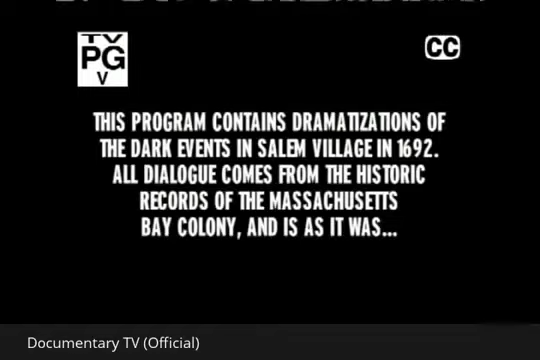 TV
PG
V
CC
THIS PROGRAM CONTAINS DRAMATIZATIONS OF
THE DARK EVENTS IN SALEM VILLAGE IN 1692.
ALL DIALOGUE COMES FROM THE HISTORIC
RECORDS OF THE MASSACHUSETTS
BAY COLONY, AND IS AS IT WAS...
Documentary TV (Official)